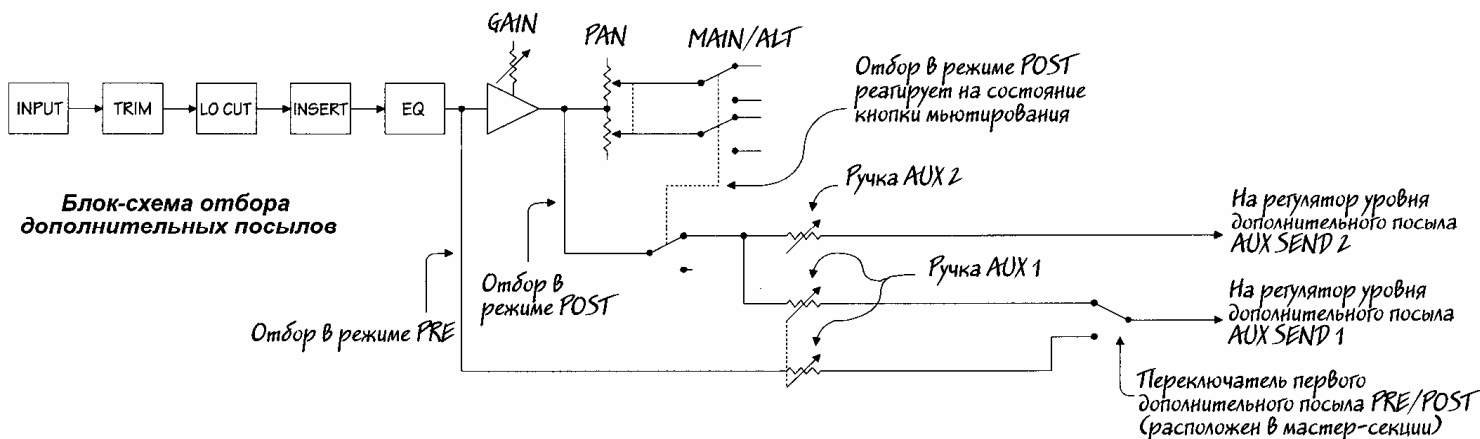 GAIN
PAN
MAIN/ALT
INPUT
TRIM
LO CUT
INSERT
EQ
Отбор в режиме POST
реагирует на состояние
кнопки мьютирования
Блок-схема отбора
дополнительных посылов
Ручка AUX 2
На регулятор уровня
дополнительного посыла
AUX SEND 2
Отбор в
режиме POST
Ручка AUX 1
Отбор в режиме PRE
На регулятор уровня
дополнительного посыла
AUX SEND 1
Переключатель первого
дополнительного посыла PRE/POST
(расположен в мастер-секции)